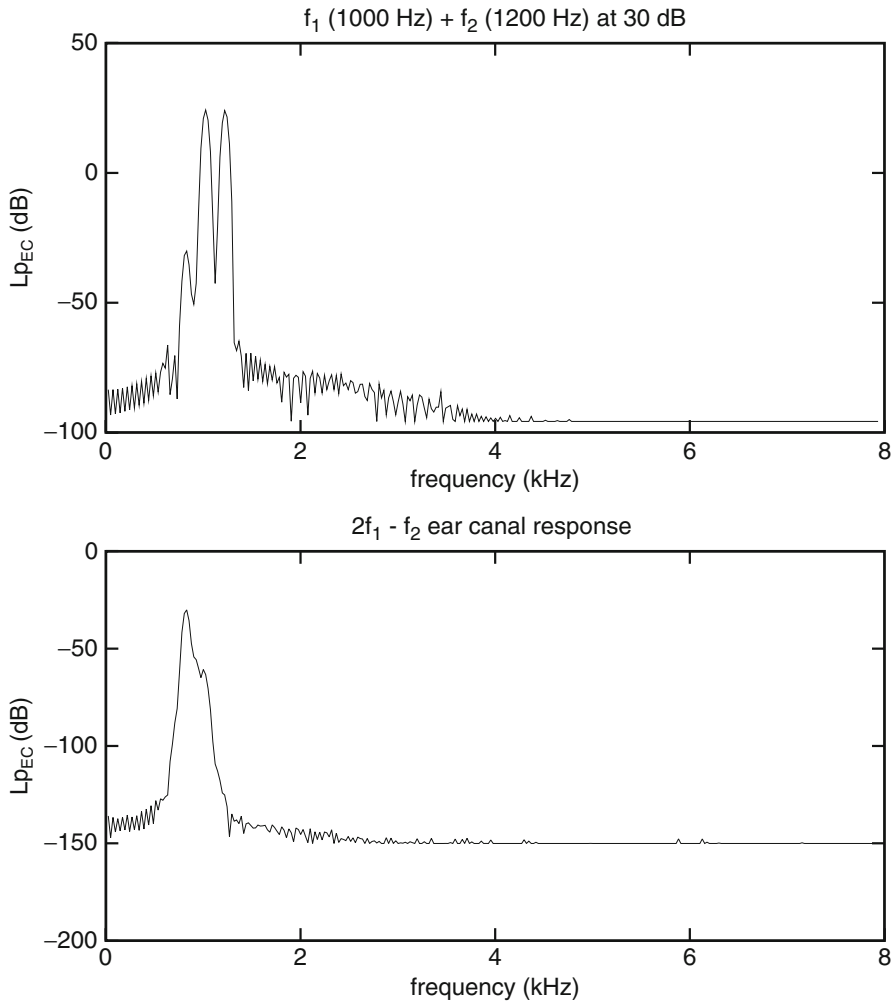 f₁ (1000 Hz) + f₂ (1200 Hz) at 30 dB
50
0
−50
−100
Lp_EC (dB)
0 2 4 6 8
frequency (kHz)
2f₁ - f₂ ear canal response
0
−50
−100
−150
−200
Lp_EC (dB)
0 2 4 6 8
frequency (kHz)